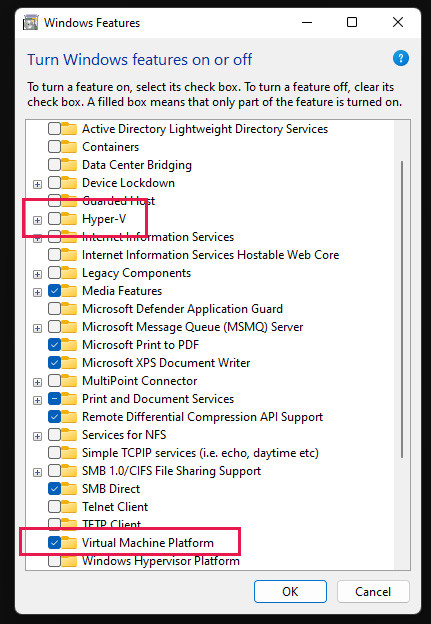 Windows Features
Turn Windows features on or off
?
To turn a feature on, select its check box. To turn a feature off, clear its
check box. A filled box means that only part of the feature is turned on.
Active Directory Lightweight Directory Services
Containers
Data Center Bridging
Device Lockdown
Guarded Host
Hyper-V
Internet Information Services
Internet Information Services Hostable Web Core
Legacy Components
Media Features
Microsoft Defender Application Guard
Microsoft Message Queue (MSMQ) Server
Microsoft Print to PDF
Microsoft XPS Document Writer
MultiPoint Connector
Print and Document Services
Remote Differential Compression API Support
Services for NFS
Simple TCPIP services (i.e. echo, daytime etc)
SMB 1.0/CIFS File Sharing Support
SMB Direct
Telnet Client
TFTP Client
Virtual Machine Platform
Windows Hypervisor Platform
OK
Cancel